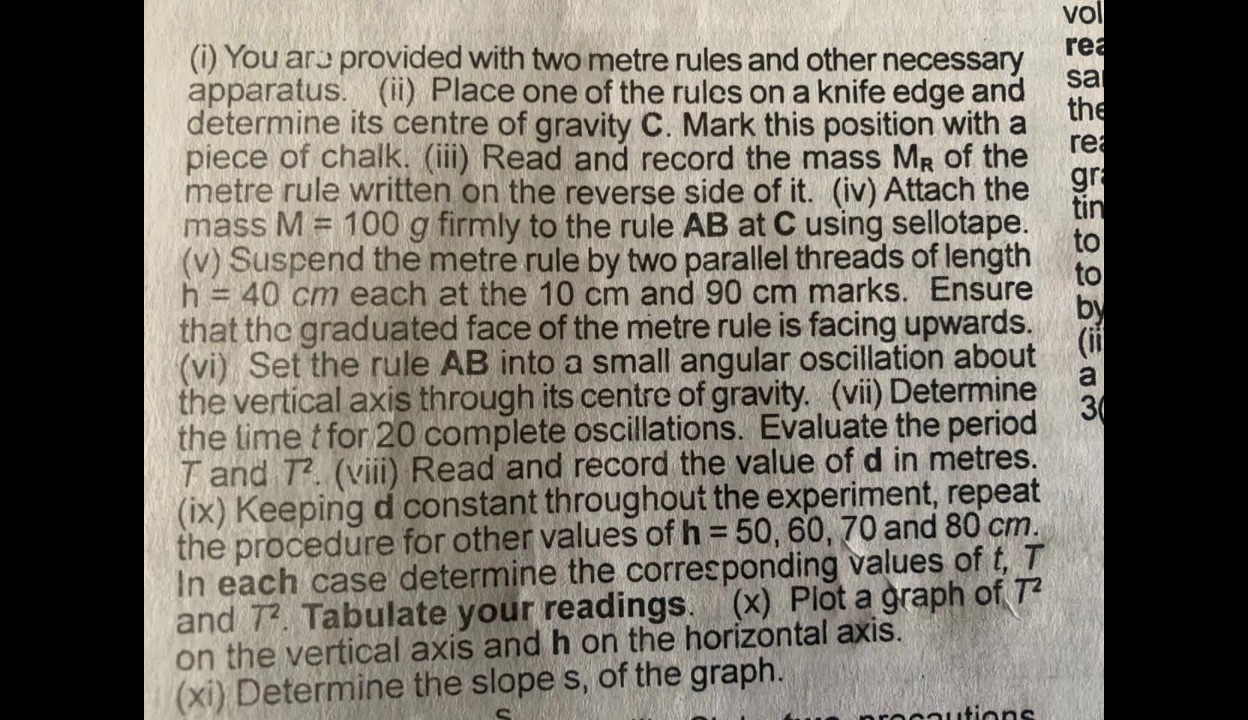 (i) You are provided with two metre rules and other necessary
apparatus. (ii) Place one of the rules on a knife edge and
determine its centre of gravity C. Mark this position with a
piece of chalk. (iii) Read and record the mass MR of the
metre rule written on the reverse side of it. (iv) Attach the
mass M = 100 g firmly to the rule AB at C using sellotape.
(v) Suspend the metre rule by two parallel threads of length
h = 40 cm each at the 10 cm and 90 cm marks. Ensure
that the graduated face of the metre rule is facing upwards.
(vi) Set the rule AB into a small angular oscillation about
the vertical axis through its centre of gravity. (vii) Determine
the time t for 20 complete oscillations. Evaluate the period
T and T². (viii) Read and record the value of d in metres.
(ix) Keeping d constant throughout the experiment, repeat
the procedure for other values of h = 50, 60, 70 and 80 cm.
In each case determine the corresponding values of t, T
and T². Tabulate your readings. (x) Plot a graph of T²
on the vertical axis and h on the horizontal axis.
(xi) Determine the slope s, of the graph.
precautions
vol
rea
sa
the
rea
gra
tin
to
to
by
(ii
a